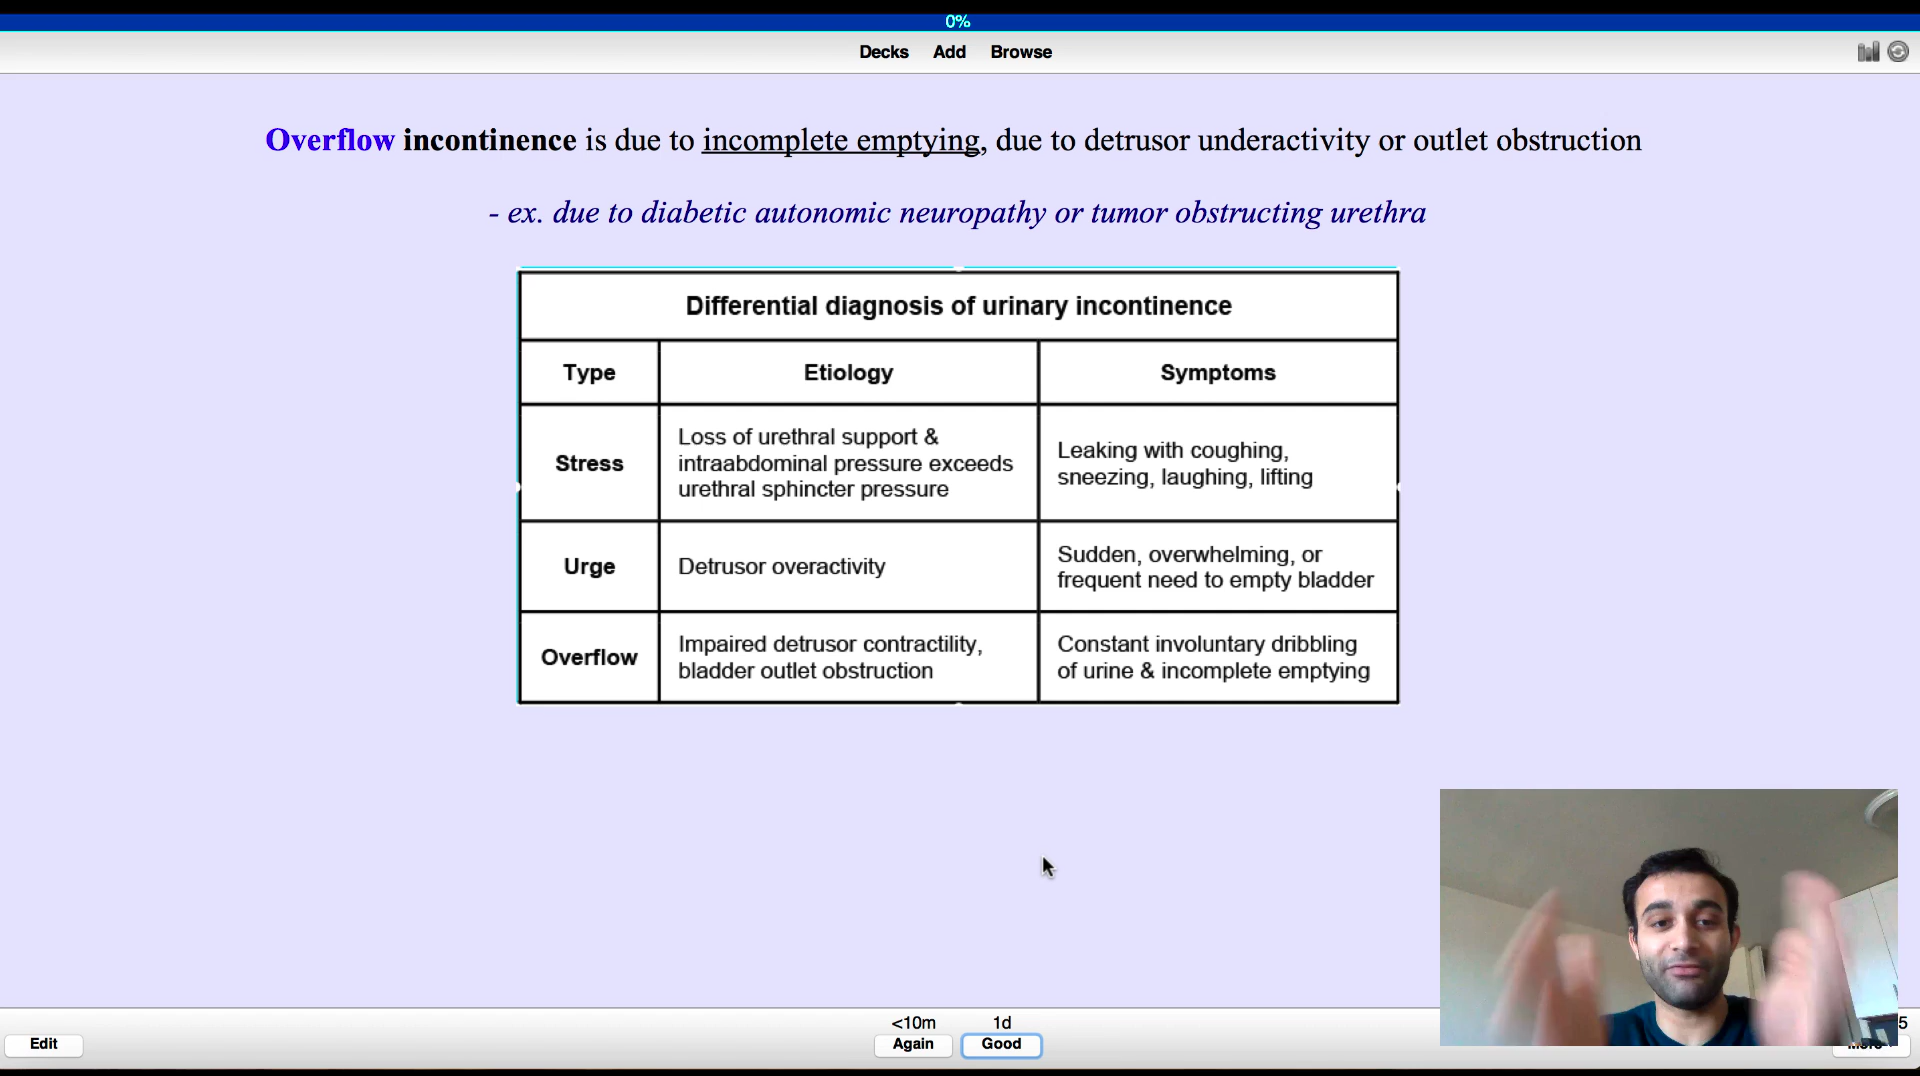 0%
Decks Add Browse
Overflow incontinence is due to incomplete emptying, due to detrusor underactivity or outlet obstruction
- ex. due to diabetic autonomic neuropathy or tumor obstructing urethra
Differential diagnosis of urinary incontinence
Type Etiology Symptoms
Stress
Loss of urethral support &
intraabdominal pressure exceeds
urethral sphincter pressure
Leaking with coughing,
sneezing, laughing, lifting
Urge
Detrusor overactivity
Sudden, overwhelming, or
frequent need to empty bladder
Overflow
Impaired detrusor contractility,
bladder outlet obstruction
Constant involuntary dribbling
of urine & incomplete emptying
<10m 1d
5
Edit Again Good